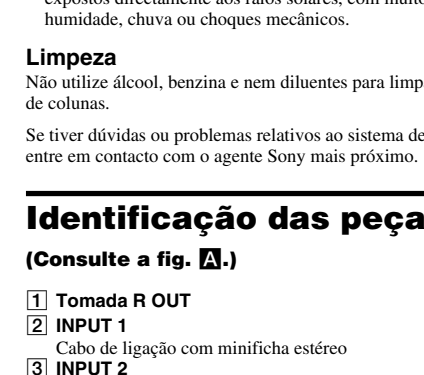 expostos directamente aos raios solares, com muito
humidade, chuva ou choques mecânicos.
Limpeza
Não utilize álcool, benzina e nem diluentes para limp
de colunas.
Se tiver dúvidas ou problemas relativos ao sistema de
entre em contacto com o agente Sony mais próximo.
Identificação das peça
(Consulte a fig. A.)
1 Tomada R OUT
2 INPUT 1
Cabo de ligação com minificha estéreo
3 INPUT 2